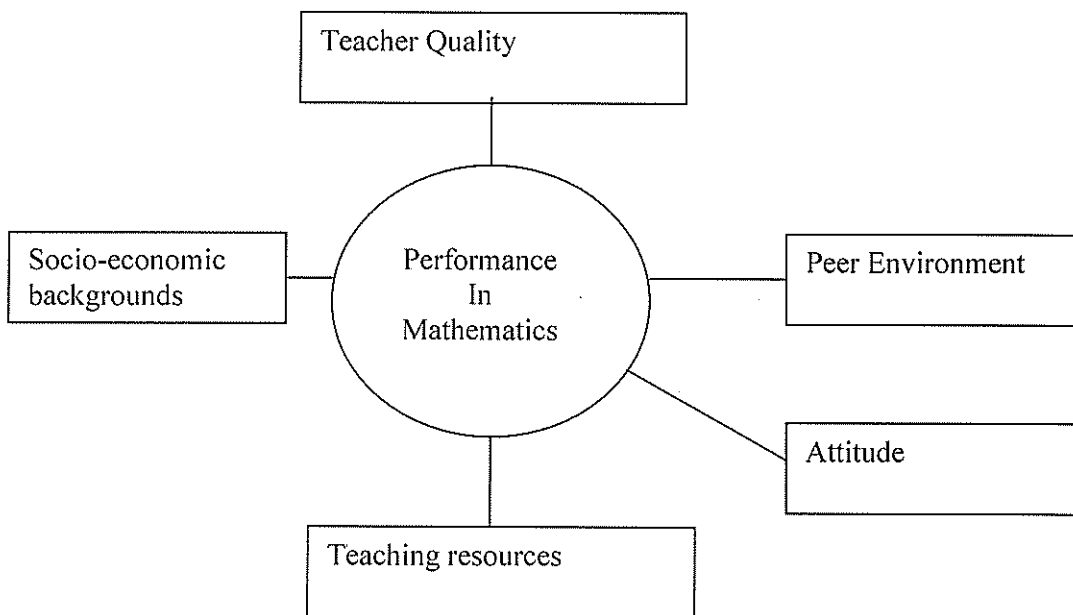 Teacher Quality
Socio-economic
backgrounds
Performance
In
Mathematics
Peer Environment
Attitude
Teaching resources